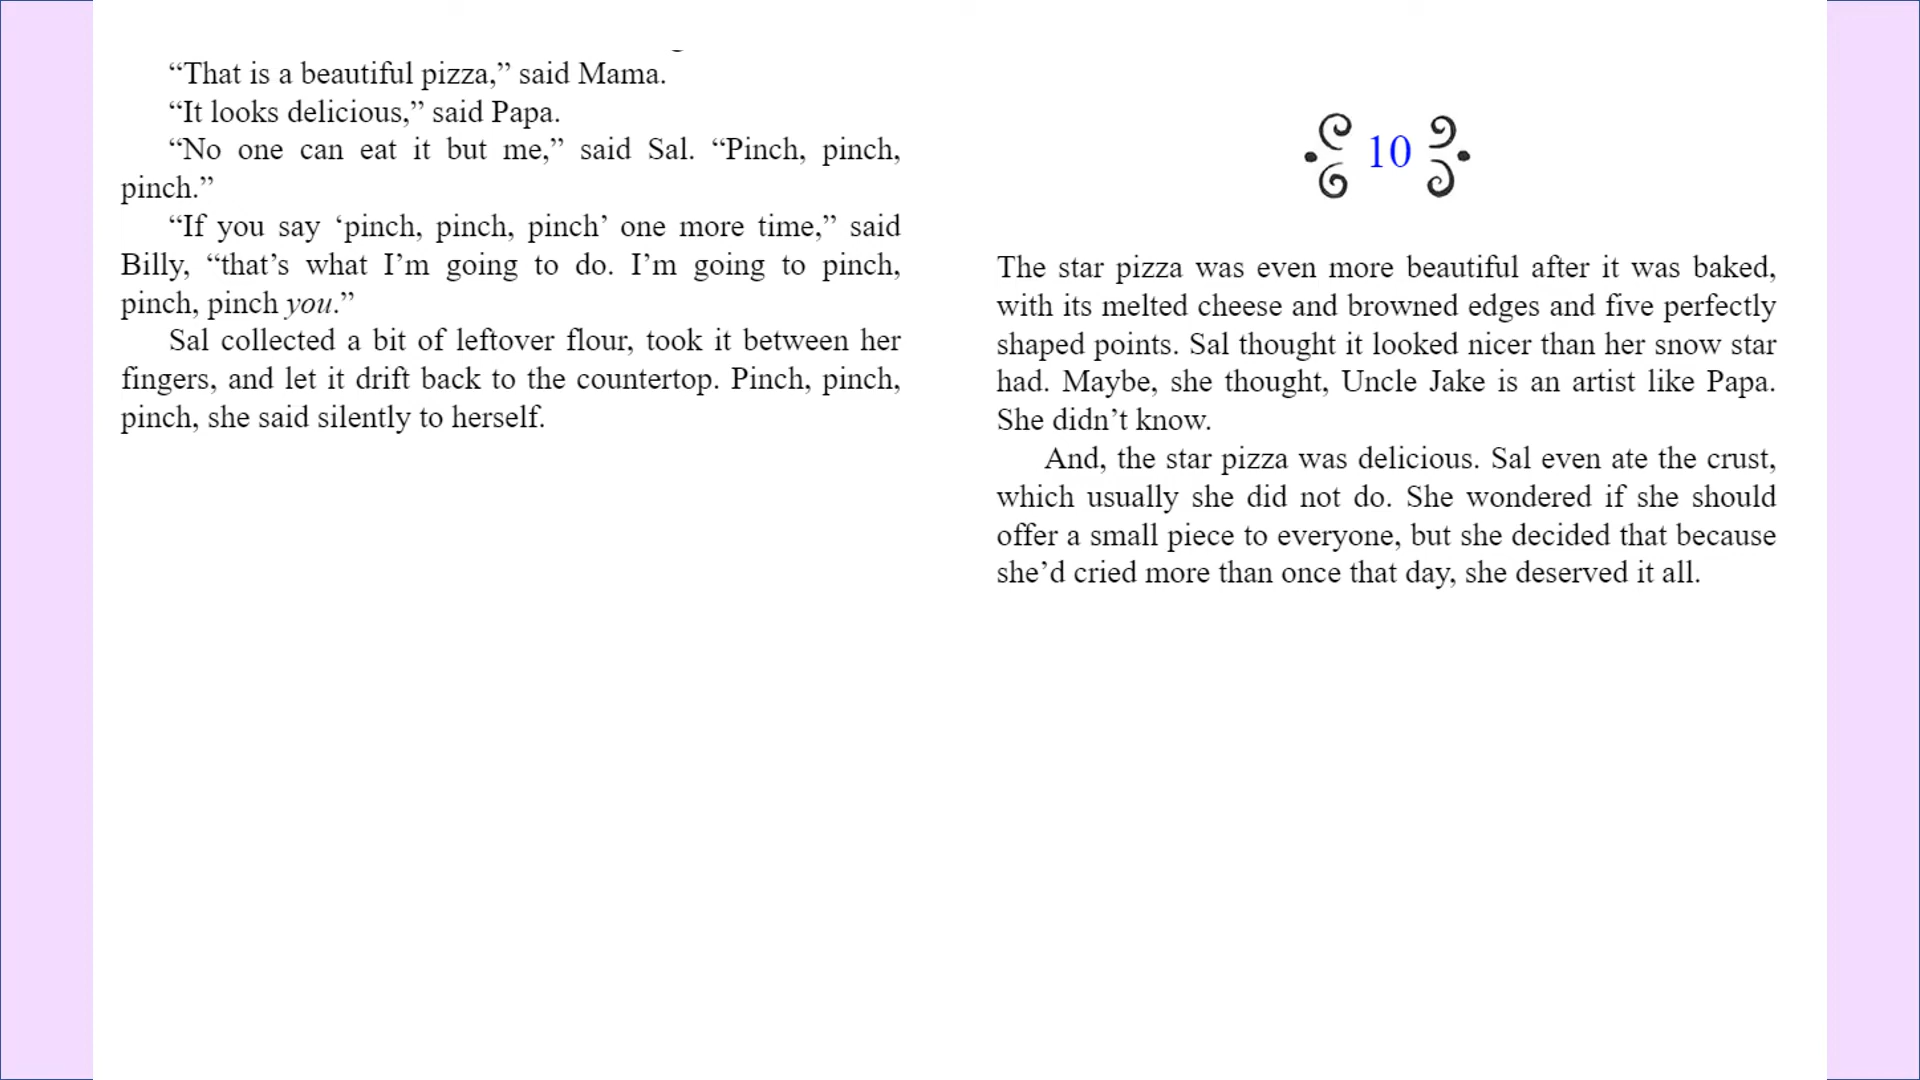 “That is a beautiful pizza,” said Mama.
“It looks delicious,” said Papa.
“No one can eat it but me,” said Sal. “Pinch, pinch,
pinch.”
“If you say ‘pinch, pinch, pinch’ one more time,” said
Billy, “that’s what I’m going to do. I’m going to pinch,
pinch, pinch you.”
Sal collected a bit of leftover flour, took it between her
fingers, and let it drift back to the countertop. Pinch, pinch,
pinch, she said silently to herself.
10
The star pizza was even more beautiful after it was baked,
with its melted cheese and browned edges and five perfectly
shaped points. Sal thought it looked nicer than her snow star
had. Maybe, she thought, Uncle Jake is an artist like Papa.
She didn’t know.
And, the star pizza was delicious. Sal even ate the crust,
which usually she did not do. She wondered if she should
offer a small piece to everyone, but she decided that because
she’d cried more than once that day, she deserved it all.